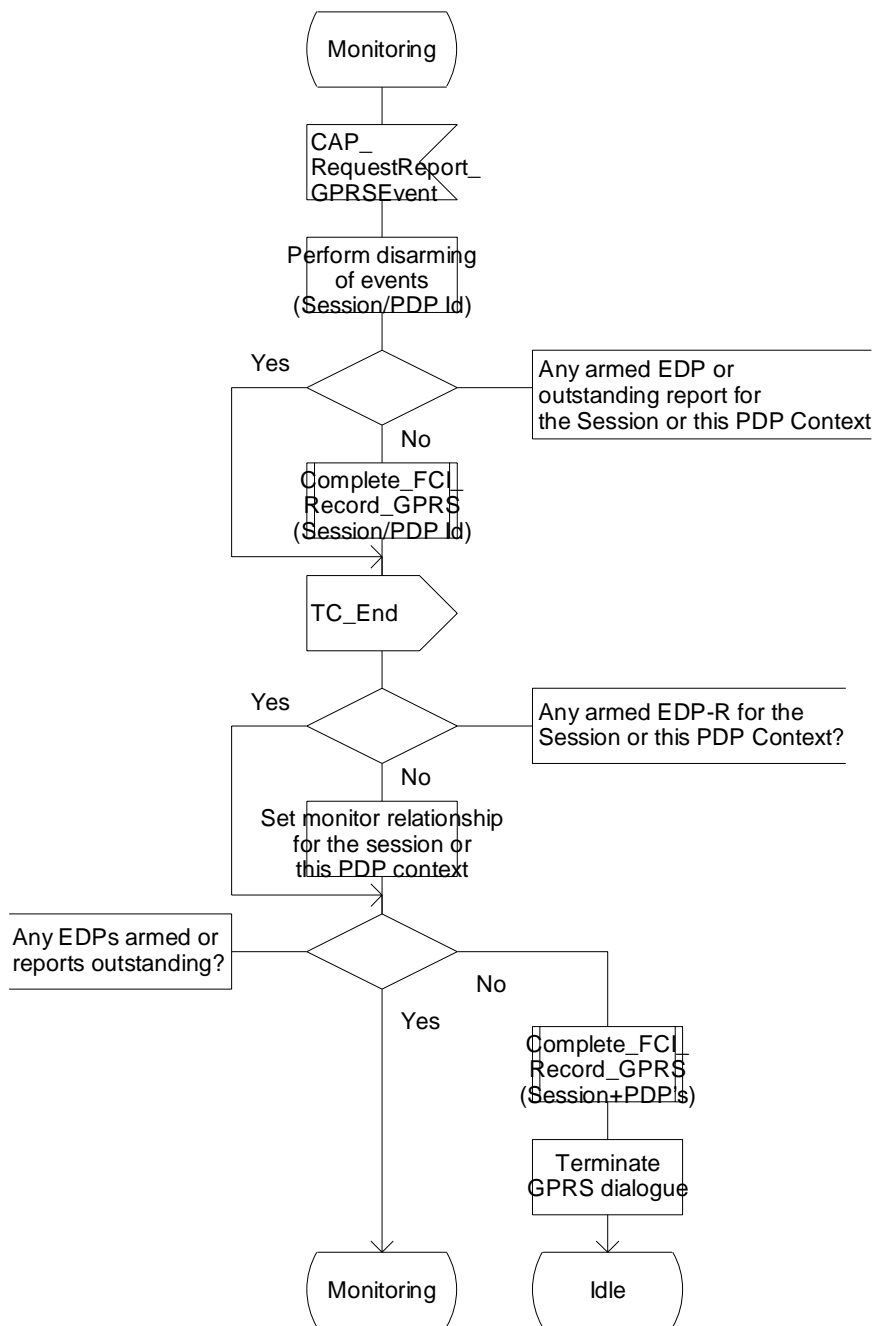 Monitoring
CAP_
RequestReport_
GPRSEvent
Perform disarming
of events
(Session/PDP Id)
Yes
Any armed EDP or
outstanding report for
the Session or this PDP Context
No
Complete_FCI_
Record_GPRS
(Session/PDP Id)
TC_End
Yes
Any armed EDP-R for the
Session or this PDP Context?
No
Set monitor relationship
for the session or
this PDP context
Any EDPs armed or
reports outstanding?
No
Yes
Complete_FCI_
Record_GPRS
(Session+PDP's)
Terminate
GPRS dialogue
Monitoring
Idle